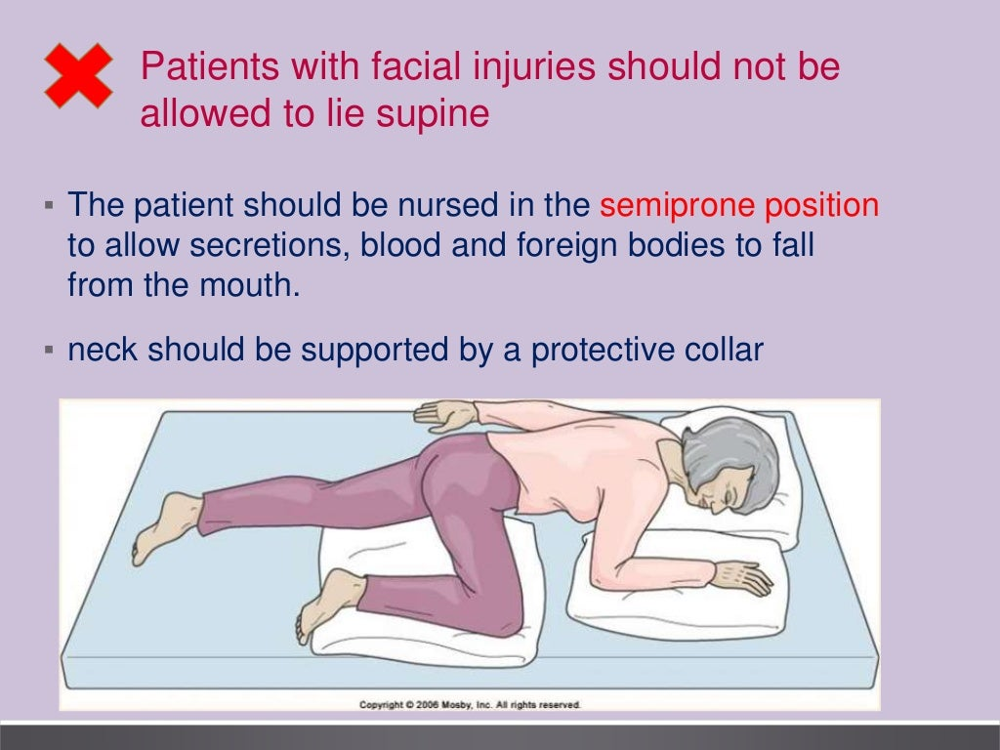 Patients with facial injuries should not be
allowed to lie supine
▪ The patient should be nursed in the semiprone position
to allow secretions, blood and foreign bodies to fall
from the mouth.
▪ neck should be supported by a protective collar
Copyright © 2006 Mosby, Inc. All rights reserved.